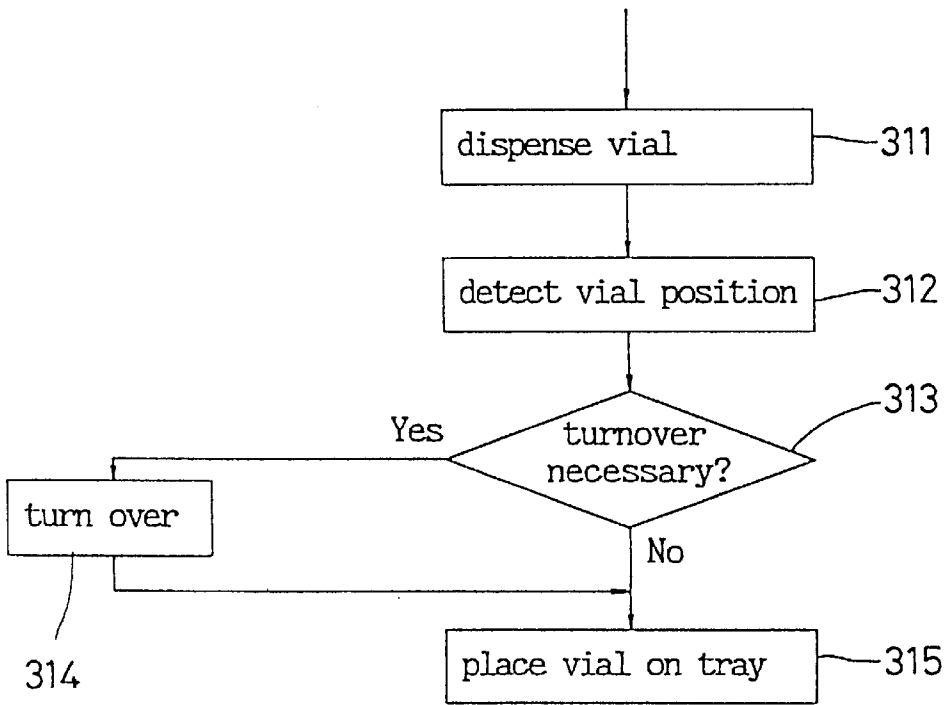 dispense vial
311
detect vial position
312
313
Yes
turnover
necessary?
turn over
No
314
place vial on tray
315